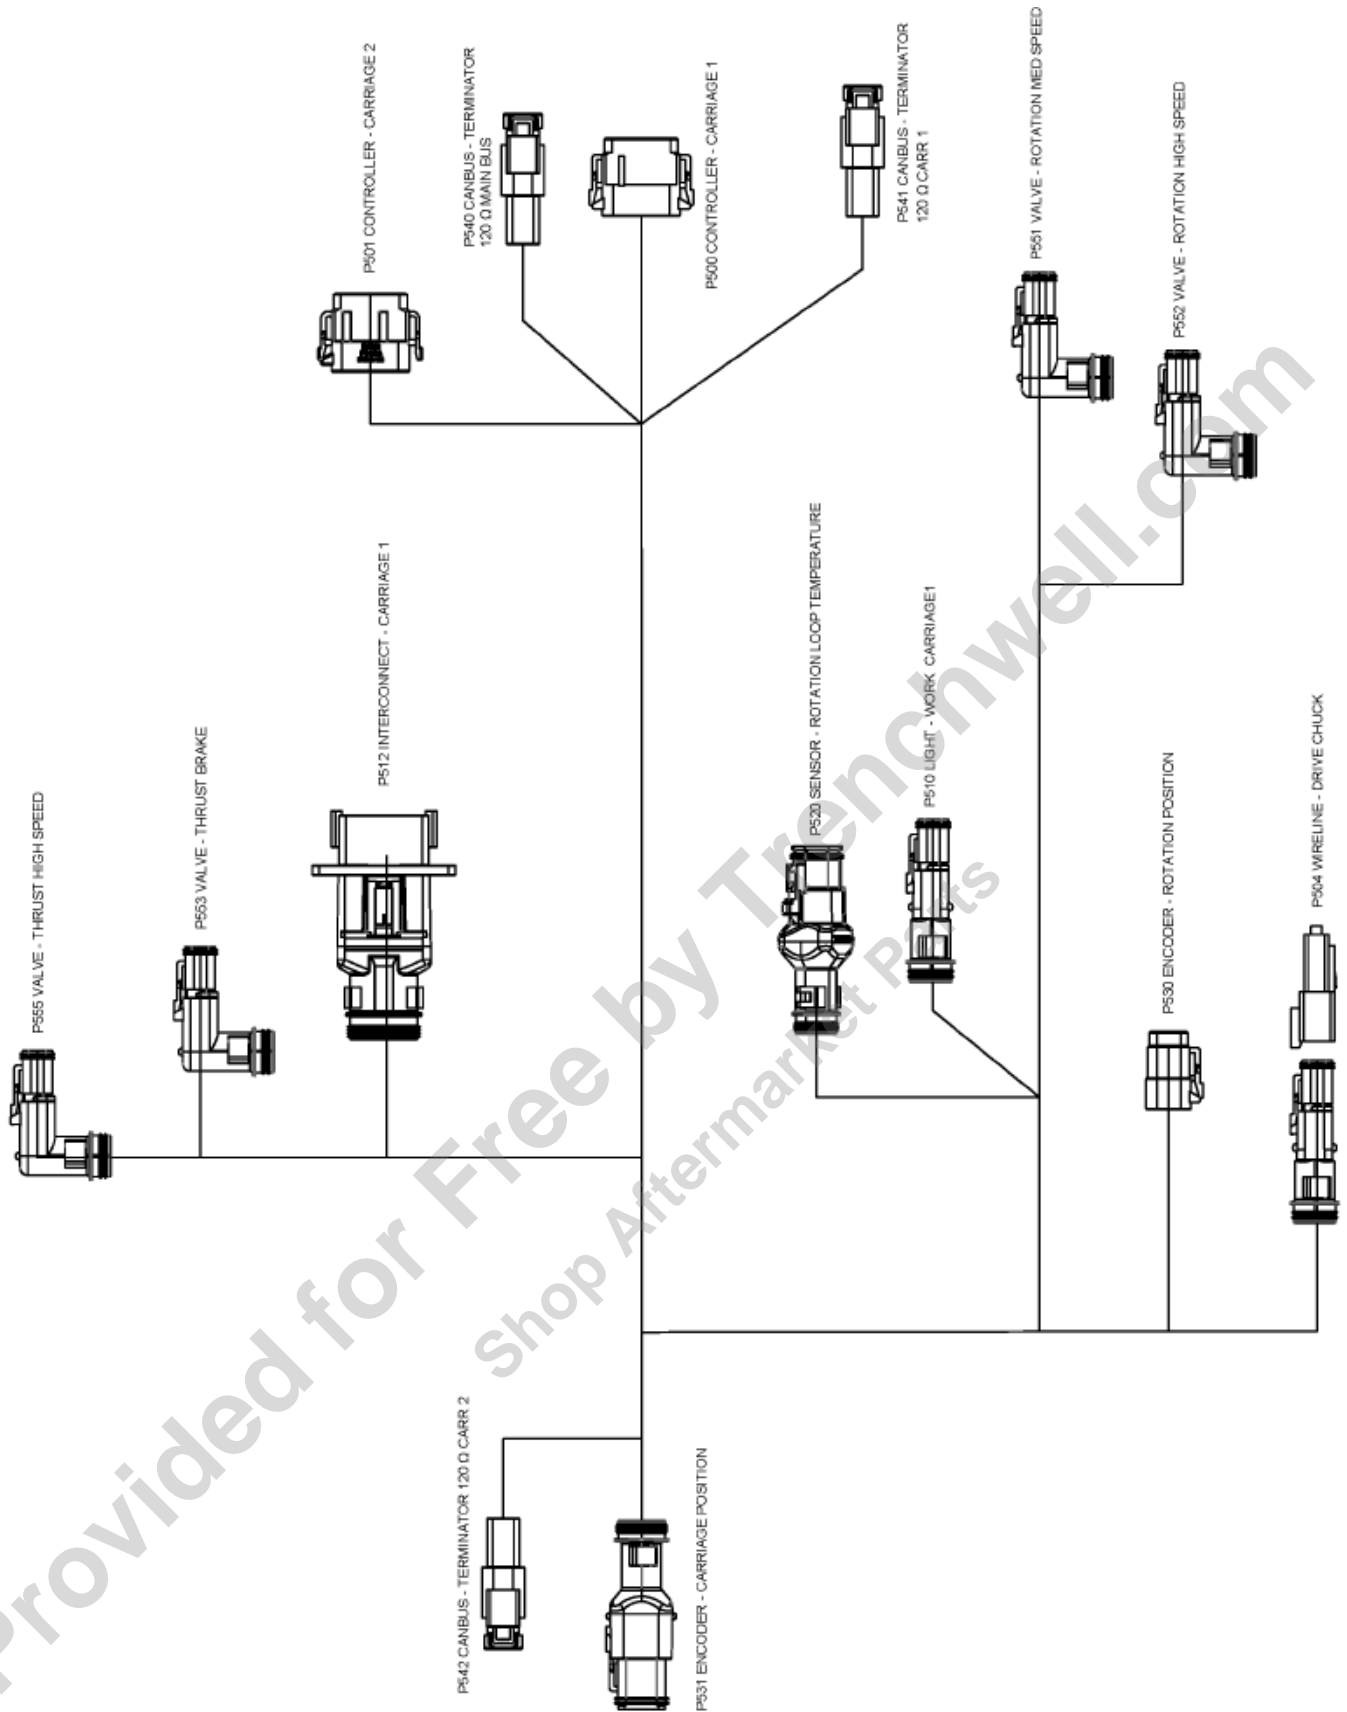 P501 CONTROLLER - CARRIAGE 2
P540 CANBUS - TERMINATOR
120 Ω MAIN BUS
P500 CONTROLLER - CARRIAGE 1
P541 CANBUS - TERMINATOR
120 Ω CARR 1
P551 VALVE - ROTATION MED SPEED
P552 VALVE - ROTATION HIGH SPEED
P512 INTERCONNECT - CARRIAGE 1
P520 SENSOR - ROTATION LOOP TEMPERATURE
P510 LIGHT - WORK CARRIAGE1
P555 VALVE - THRUST HIGH SPEED
P553 VALVE - THRUST BRAKE
P530 ENCODER - ROTATION POSITION
P504 WIRELINE - DRIVE CHUCK
P542 CANBUS - TERMINATOR 120 Ω CARR 2
P531 ENCODER - CARRIAGE POSITION
Provided for Free by Trenchwell.com
Shop Aftermarket Parts